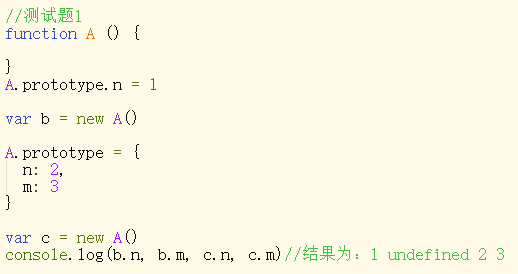 //测试题1
function A () {

}
A.prototype.n = 1

var b = new A()

A.prototype = {
  n: 2,
  m: 3
}

var c = new A()
console.log(b.n, b.m, c.n, c.m)//结果为：1 undefined 2 3